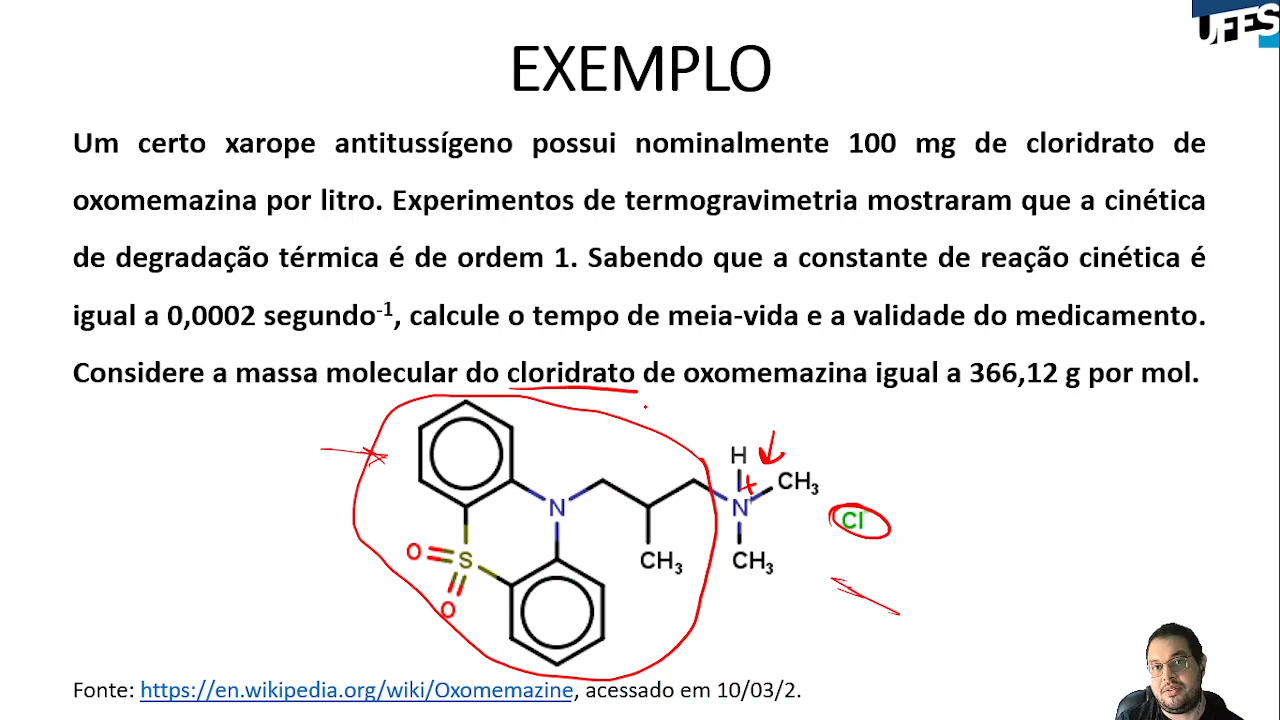 UFES
EXEMPLO
Um certo xarope antitussígeno possui nominalmente 100 mg de cloridrato de
oxomemazina por litro. Experimentos de termogravimetria mostraram que a cinética
de degradação térmica é de ordem 1. Sabendo que a constante de reação cinética é
igual a 0,0002 segundo⁻¹, calcule o tempo de meia-vida e a validade do medicamento.
Considere a massa molecular do cloridrato de oxomemazina igual a 366,12 g por mol.
H
+
CH₃
N
N
Cl
O
S
CH₃
CH₃
O
Fonte: https://en.wikipedia.org/wiki/Oxomemazine, acessado em 10/03/2.